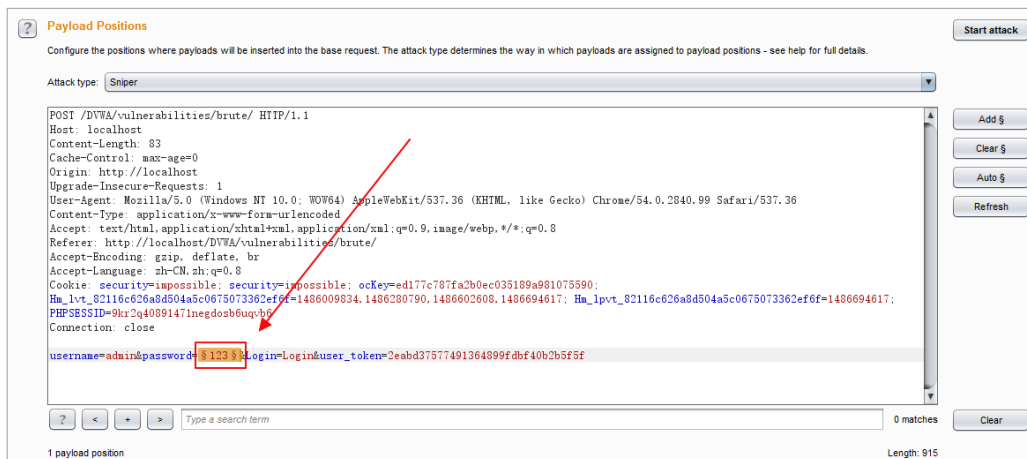 Payload Positions
Start attack
Configure the positions where payloads will be inserted into the base request. The attack type determines the way in which payloads are assigned to payload positions - see help for full details.
Attack type: Sniper
POST /DVWA/vulnerabilities/brute/ HTTP/1.1
Host: localhost
Content-Length: 83
Cache-Control: max-age=0
Origin: http://localhost
Upgrade-Insecure-Requests: 1
User-Agent: Mozilla/5.0 (Windows NT 10.0; WOW64) AppleWebKit/537.36 (KHTML, like Gecko) Chrome/54.0.2840.99 Safari/537.36
Content-Type: application/x-www-form-urlencoded
Accept: text/html,application/xhtml+xml,application/xml;q=0.9,image/webp,*/*;q=0.8
Referer: http://localhost/DVWA/vulnerabilities/brute/
Accept-Encoding: gzip, deflate, br
Accept-Language: zh-CN,zh;q=0.8
Cookie: security=impossible; security=impossible; ocKey=ed177c787fa2b0ec035189a981075590;
Hm_lvt_82116c626a8d504a5c0675073362ef6f=1486009834,1486280790,1486602608,1486694617; Hm_lpvt_82116c626a8d504a5c0675073362ef6f=1486694617;
PHPSESSID=9kr2q40891471negdosb6uqvb6
Connection: close
username=admin&password=§123§&Login=Login&user_token=2eabd37577491364899fdbf40b2b5f5f
Add §
Clear §
Auto §
Refresh
? < + > Type a search term
0 matches
Clear
1 payload position
Length: 915